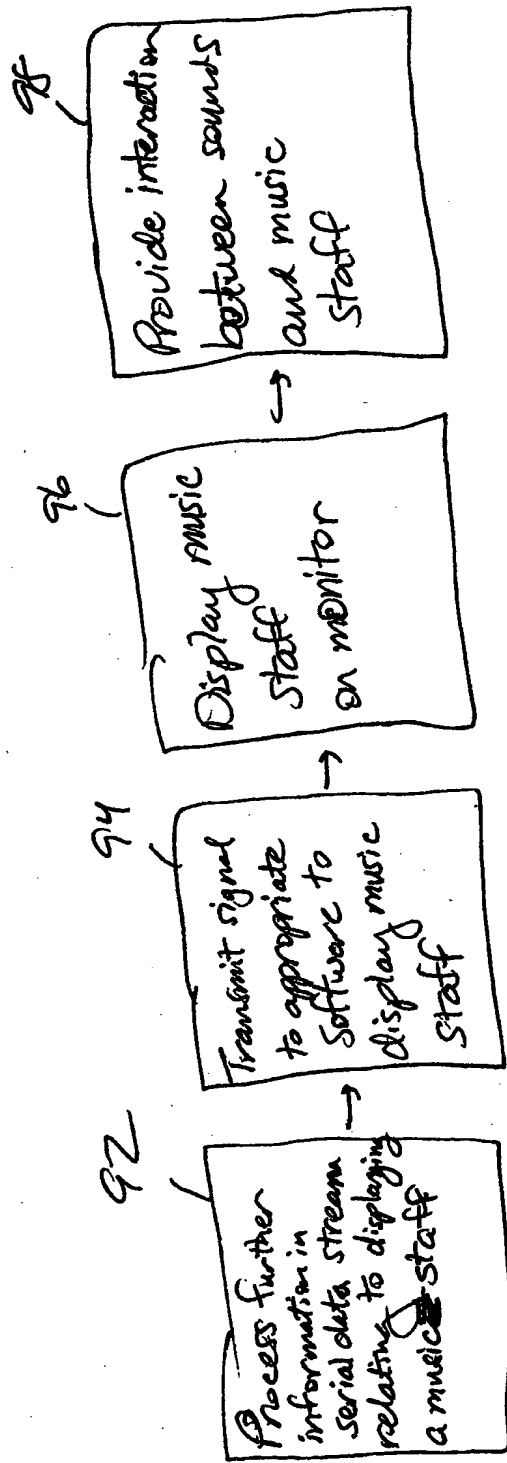 92
Process further
information in
serial data stream
relating to displaying
a music staff
→
94
Transmit signal
to appropriate
software to
display music
staff
→
96
Display music
staff
on monitor
→
98
Provide interaction
between sounds
and music
staff